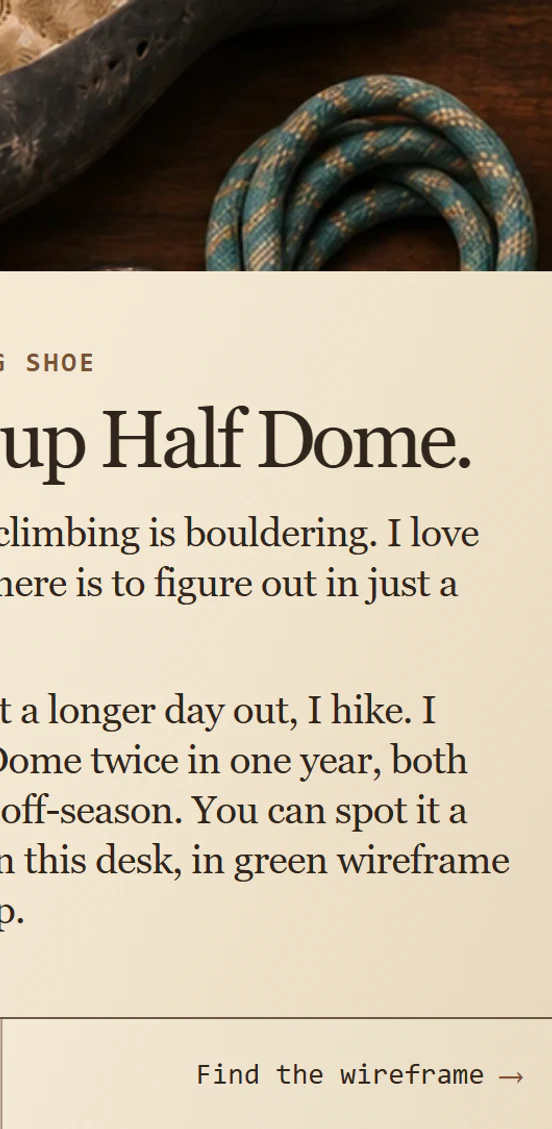 SHOE
up Half Dome.
climbing is bouldering. I love
here is to figure out in just a
t a longer day out, I hike. I
Dome twice in one year, both
off-season. You can spot it a
n this desk, in green wireframe
p.
Find the wireframe →